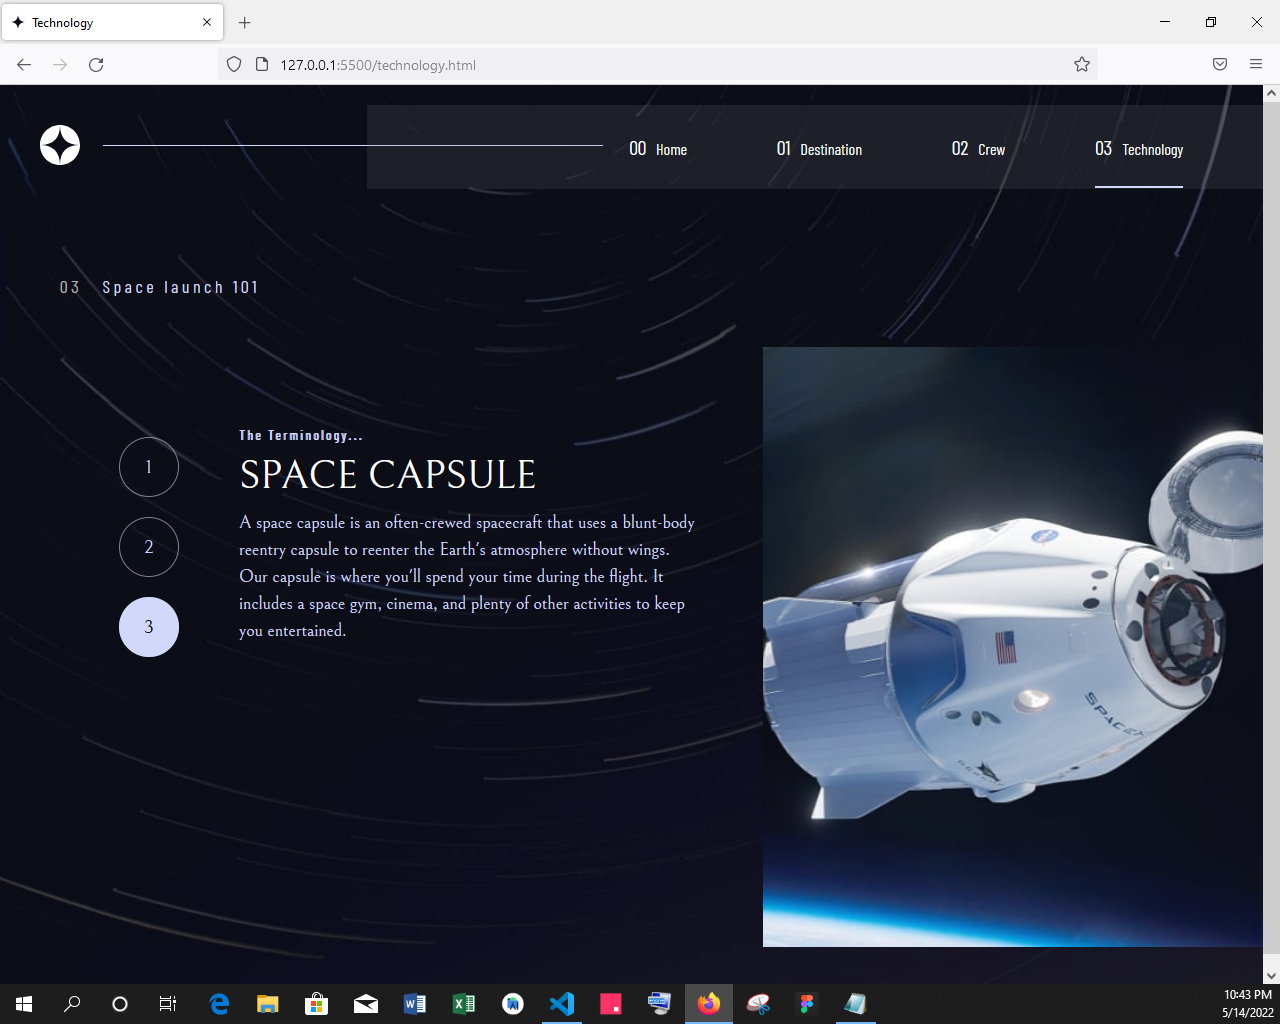 Technology
127.0.0.1:5500/technology.html
00 Home 01 Destination 02 Crew 03 Technology
03 Space launch 101
The Terminology...
SPACE CAPSULE
1
2
3
A space capsule is an often-crewed spacecraft that uses a blunt-body
reentry capsule to reenter the Earth's atmosphere without wings.
Our capsule is where you'll spend your time during the flight. It
includes a space gym, cinema, and plenty of other activities to keep
you entertained.
SPACEX
10:43 PM
5/14/2022